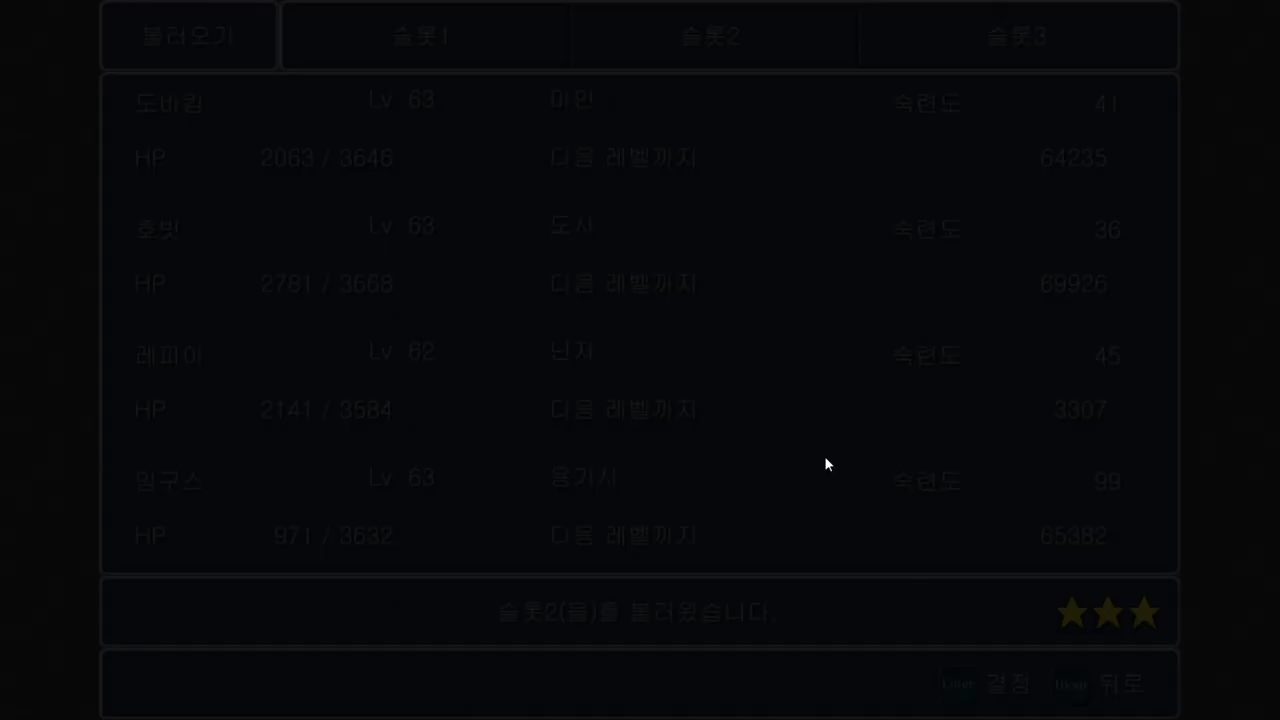 불러오기 슬롯1 슬롯2 슬롯3
도바킹 Lv 63 미믹 숙련도 41
HP 2063 / 3646 다음 레벨까지 64235
호빗 Lv 63 도사 숙련도 36
HP 2781 / 3668 다음 레벨까지 69926
레피아 Lv 62 닌자 숙련도 45
HP 2141 / 3584 다음 레벨까지 3307
잉구스 Lv 63 용기사 숙련도 99
HP 971 / 3632 다음 레벨까지 65382
슬롯2(을)를 불러왔습니다.
결정 뒤로